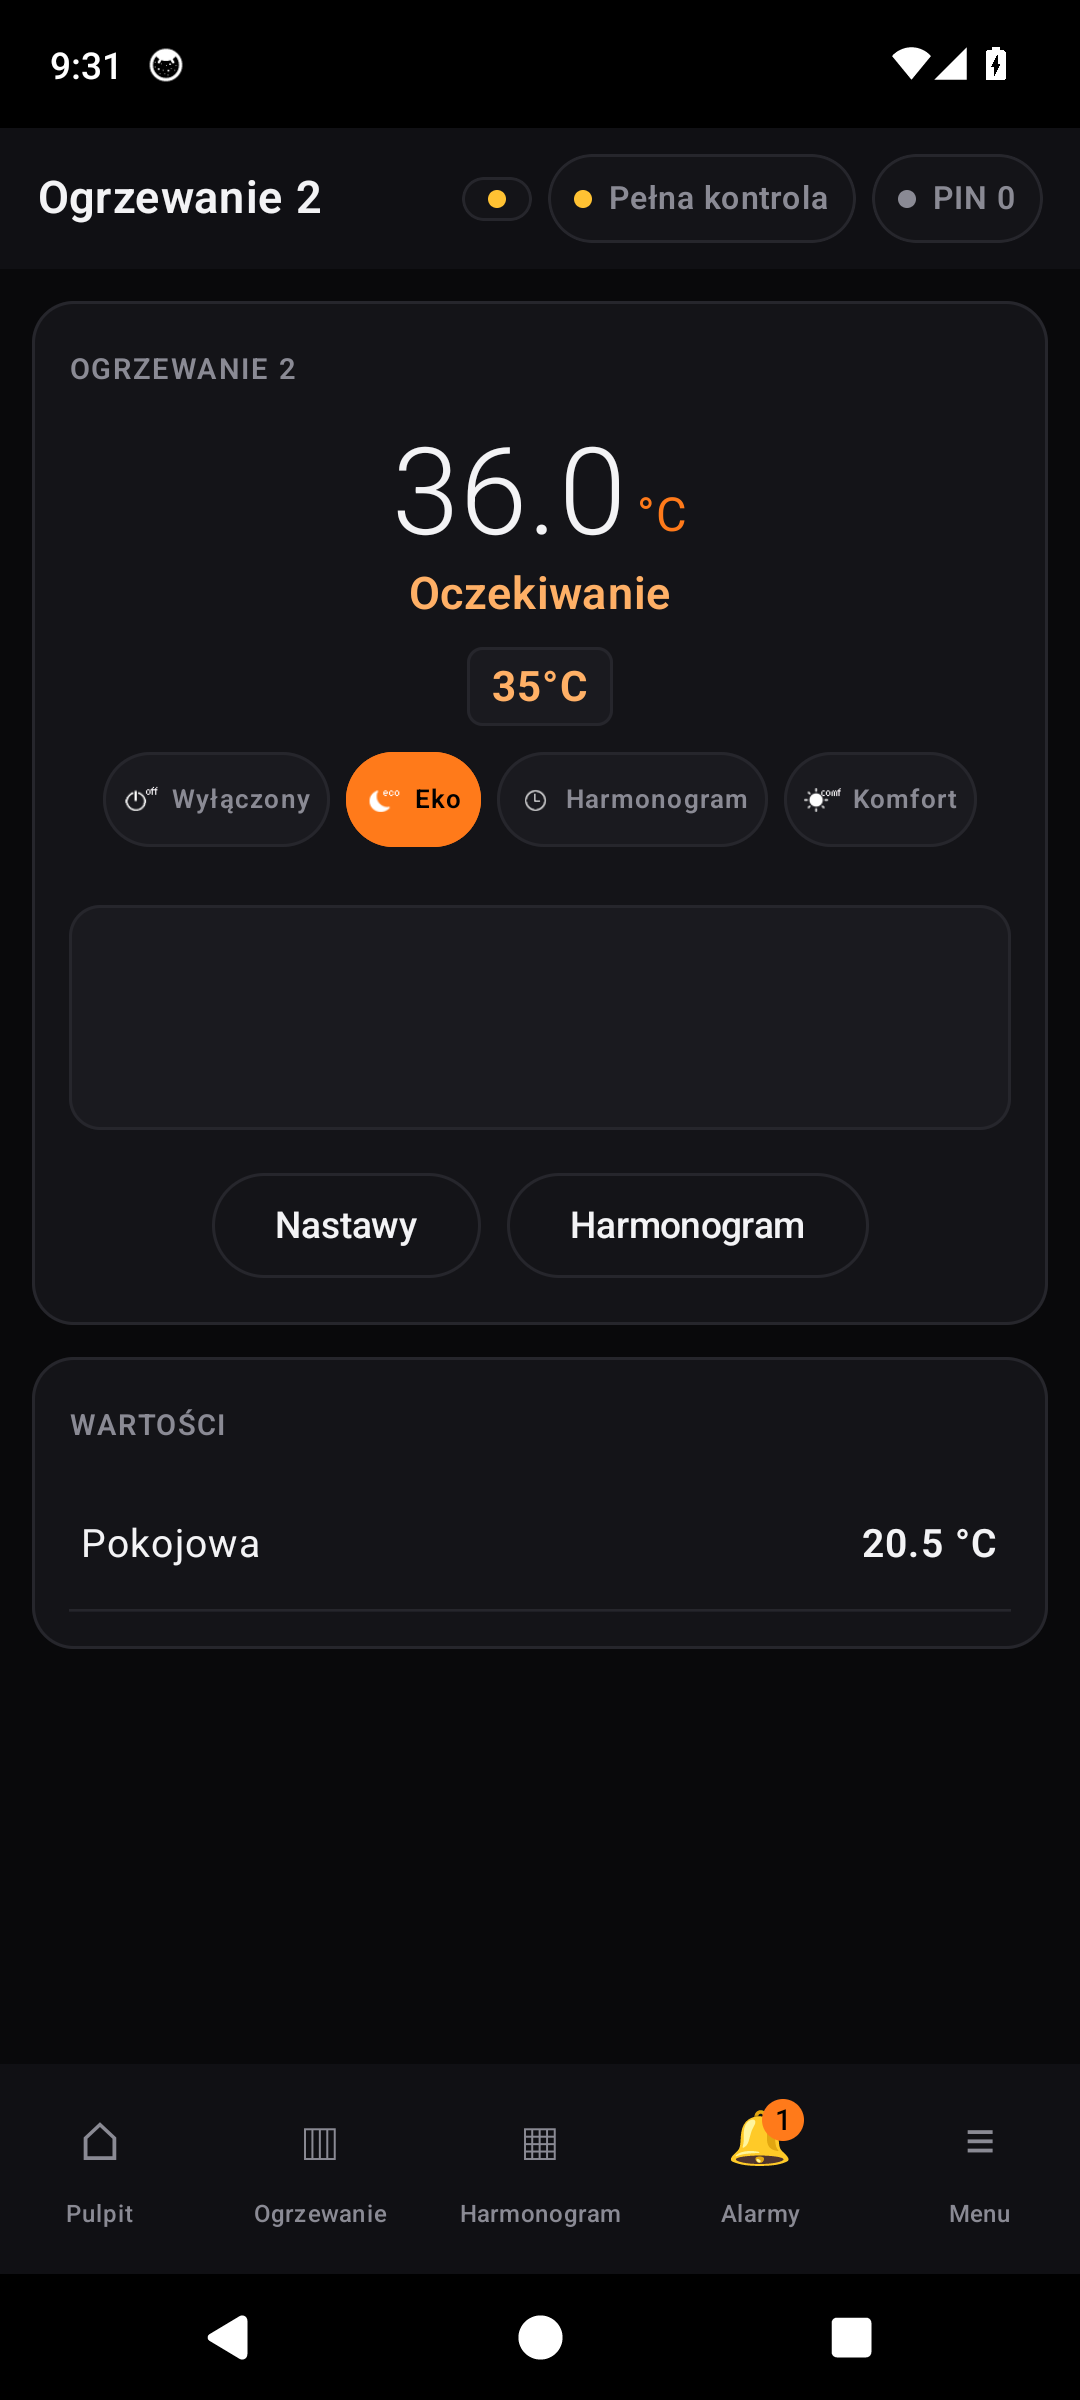 9:31
Ogrzewanie 2
Pełna kontrola
PIN 0
OGRZEWANIE 2
36.0 °C
Oczekiwanie
35°C
off Wyłączony
eco Eko
Harmonogram
comf Komfort
Nastawy
Harmonogram
WARTOŚCI
Pokojowa 20.5 °C
1
Pulpit
Ogrzewanie
Harmonogram
Alarmy
Menu